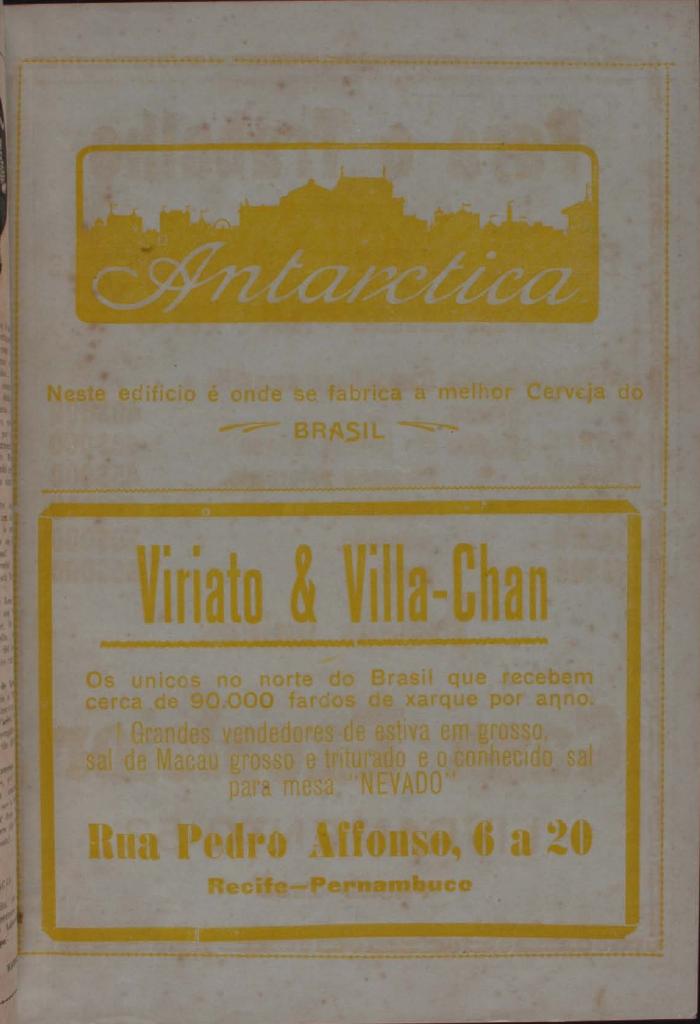 Antarctica
Neste edificio é onde se fabrica a melhor Cerveja do
BRASIL
Viriato & Villa-Chan
Os unicos no norte do Brasil que recebem
cerca de 90.000 fardos de xarque por anno.
Grandes vendedores de estiva em grosso,
sal de Macau grosso e triturado e o conhecido sal
para mesa "NEVADO"
Rua Pedro Affonso, 6 a 20
Recife—Pernambuco